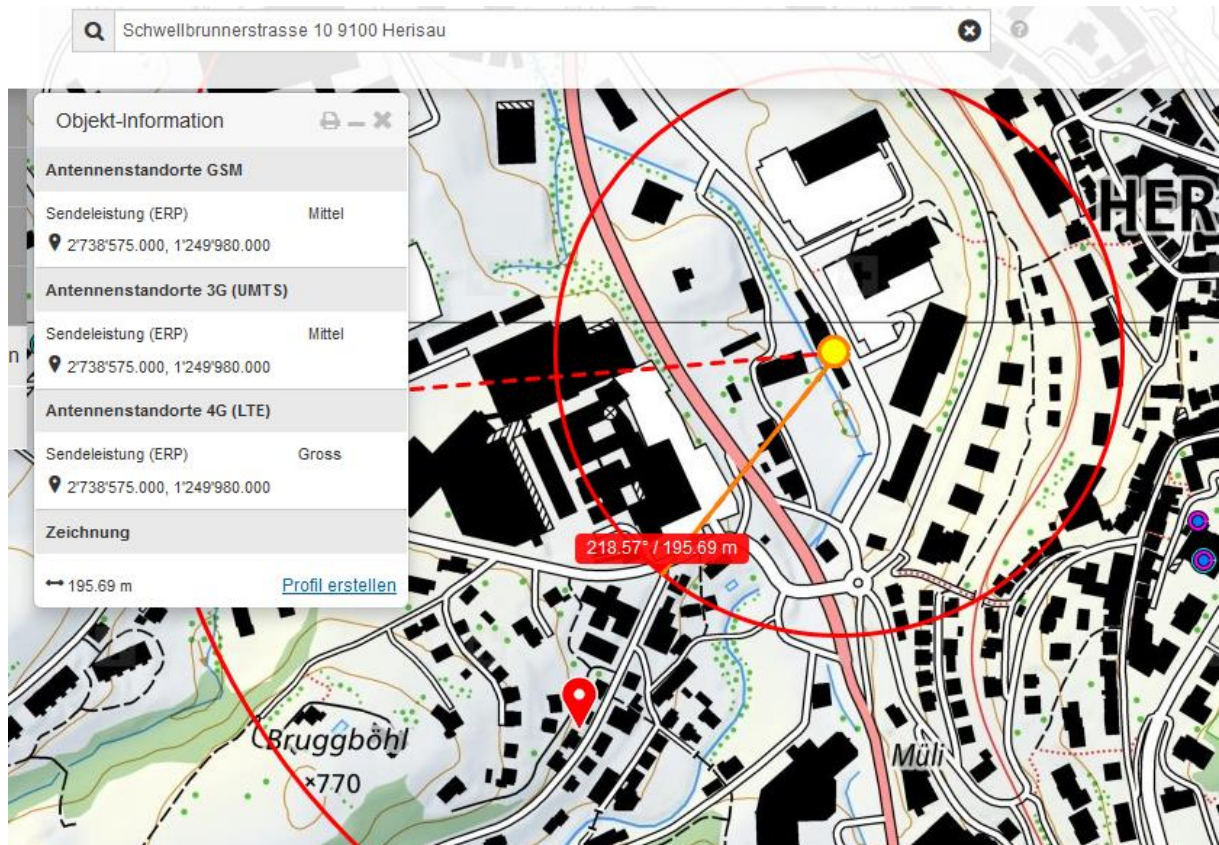 Schwellbrunnerstrasse 10 9100 Herisau
Objekt-Information
Antennenstandorte GSM
Sendeleistung (ERP) Mittel
2'738'575.000, 1'249'980.000
Antennenstandorte 3G (UMTS)
Sendeleistung (ERP) Mittel
2'738'575.000, 1'249'980.000
Antennenstandorte 4G (LTE)
Sendeleistung (ERP) Gross
2'738'575.000, 1'249'980.000
Zeichnung
195.69 m Profil erstellen
n
HER
218.57° / 195.69 m
Bruggböhl
×770
Müli